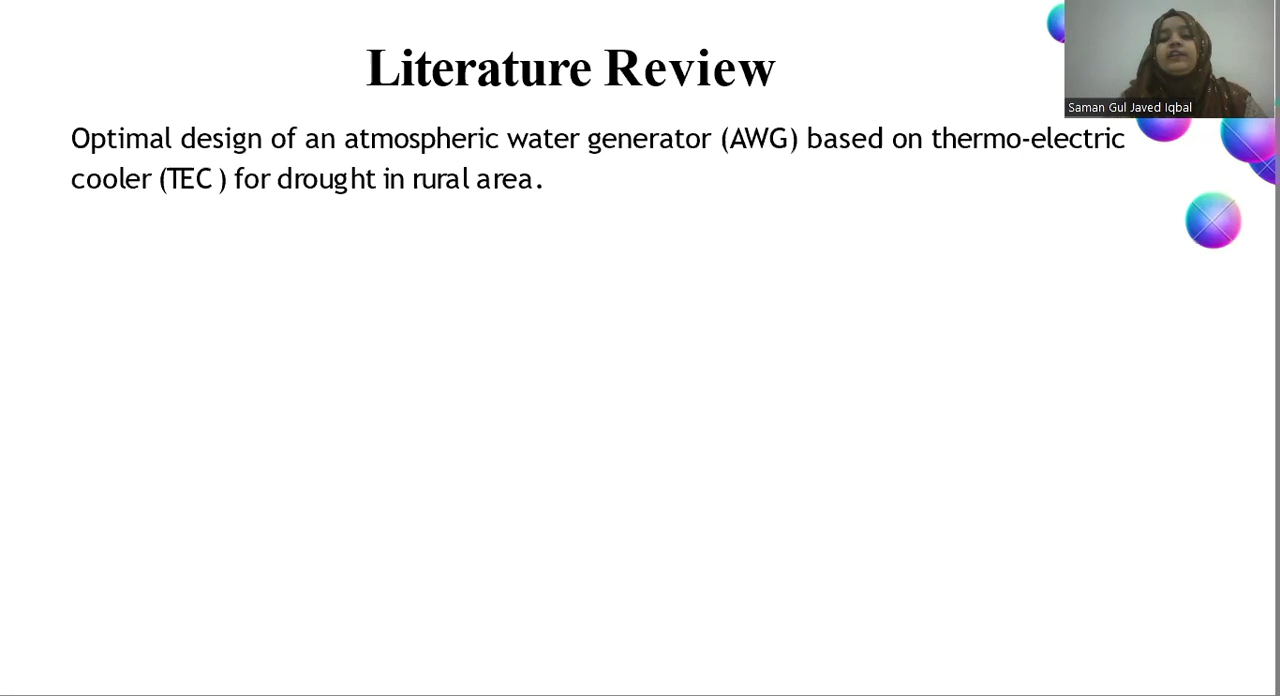 Literature Review
Saman Gul Javed Iqbal
Optimal design of an atmospheric water generator (AWG) based on thermo-electric
cooler (TEC ) for drought in rural area.